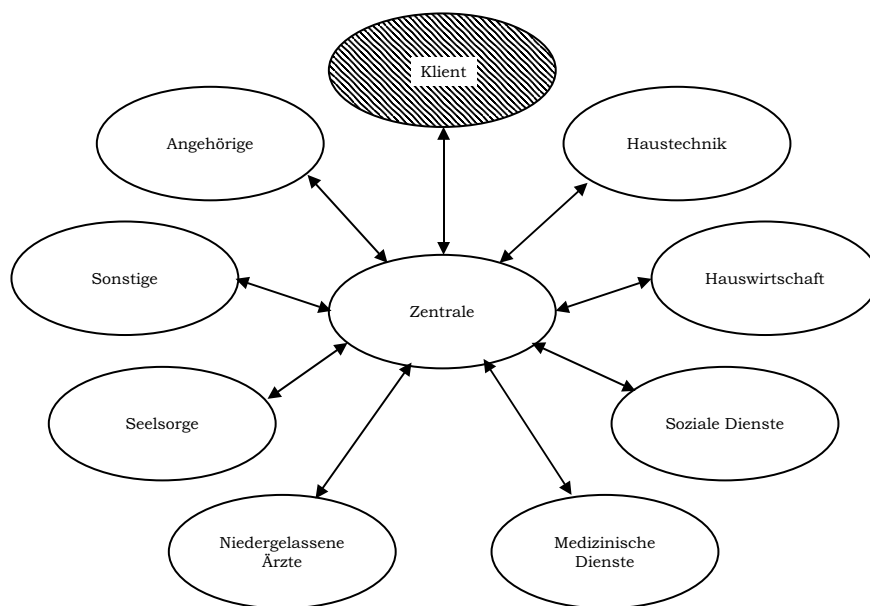 Klient
Angehörige
Haustechnik
Sonstige
Hauswirtschaft
Zentrale
Seelsorge
Soziale Dienste
Niedergelassene
Ärzte
Medizinische
Dienste